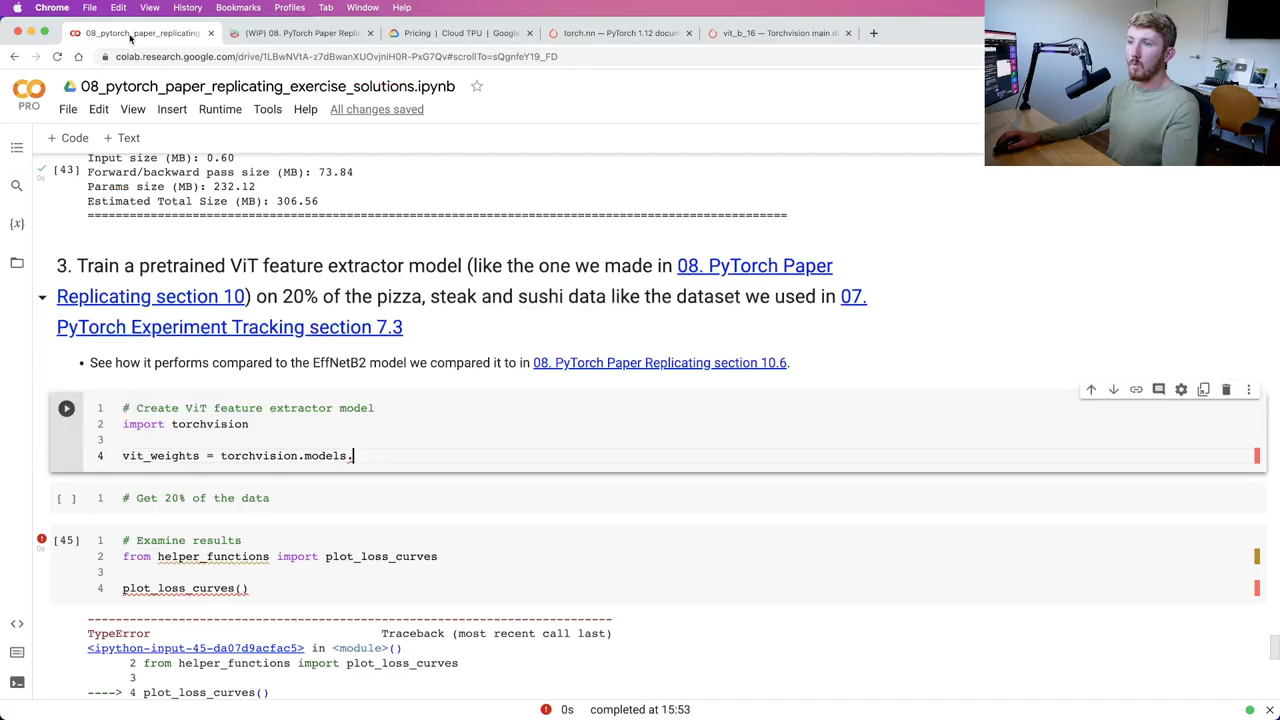 Chrome File Edit View History Bookmarks Profiles Tab Window Help
08_pytorch_paper_replicating_
(WIP) 08. PyTorch Paper Repli
Pricing | Cloud TPU | Google
torch.nn — PyTorch 1.12 docum
vit_b_16 — Torchvision main d
colab.research.google.com/drive/1LBwNVtA
CO
PRO
08_pytorch_paper_replicating_exercise_solutions.ipynb
File Edit View Insert Runtime Tools Help All changes saved
+ Code + Text
Input size (MB): 0.60
[43] Forward/backward pass size (MB): 73.84
0s
Params size (MB): 232.12
Estimated Total Size (MB): 306.56
==========================================================================================
3. Train a pretrained ViT feature extractor model (like the one we made in 08. PyTorch Paper
Replicating section 10) on 20% of the pizza, steak and sushi data like the dataset we used in 07.
PyTorch Experiment Tracking section 7.3
• See how it performs compared to the EffNetB2 model we compared it to in 08. PyTorch Paper Replicating section 10.6.
1 # Create ViT feature extractor model
2 import torchvision
3
4 vit_weights = torchvision.models.
[ ] 1 # Get 20% of the data
[45] 1 # Examine results
0s
2 from helper_functions import plot_loss_curves
3
4 plot_loss_curves()
---------------------------------------------------------------------------
TypeError Traceback (most recent call last)
<ipython-input-45-da07d9acfac5> in <module>()
2 from helper_functions import plot_loss_curves
3
----> 4 plot_loss_curves()
0s completed at 15:53